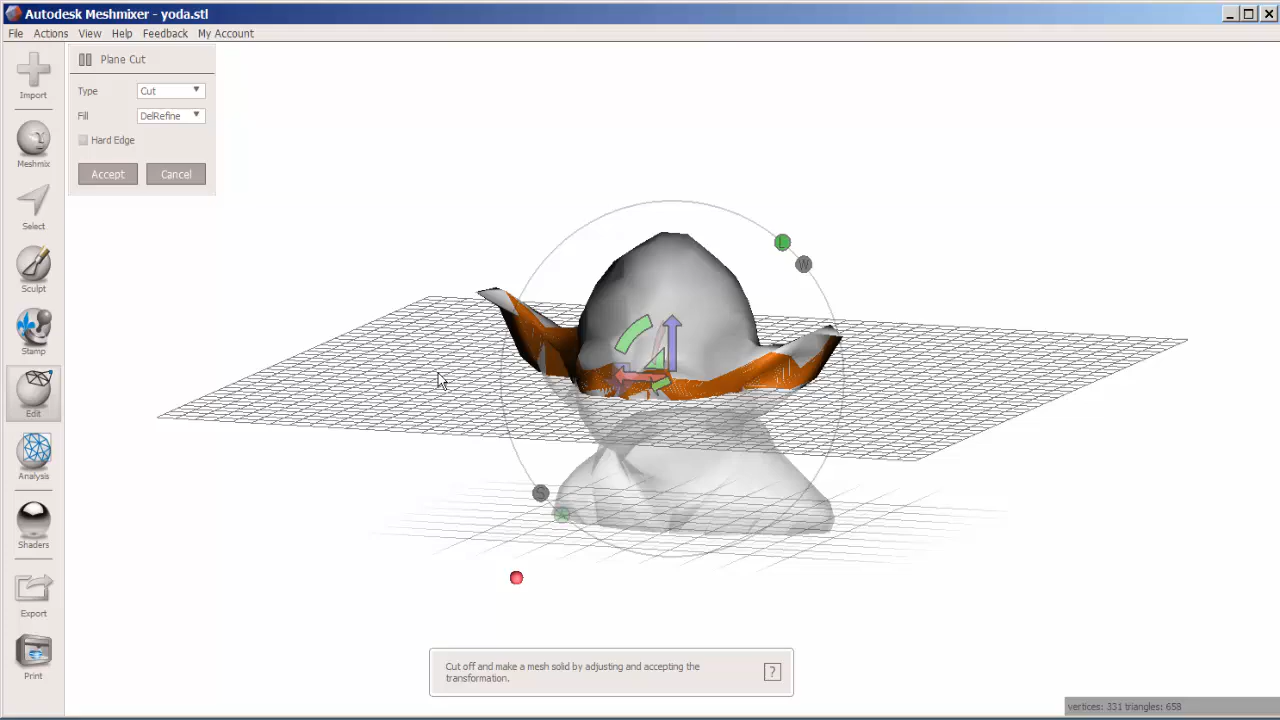 Autodesk Meshmixer - yoda.stl
File Actions View Help Feedback My Account
Import
Meshmix
Select
Sculpt
Stamp
Edit
Analysis
Shaders
Export
Print
Plane Cut
Type Cut
Fill DelRefine
Hard Edge
Accept Cancel
L
W
S
Cut off and make a mesh solid by adjusting and accepting the
transformation.
?
vertices: 331 triangles: 658